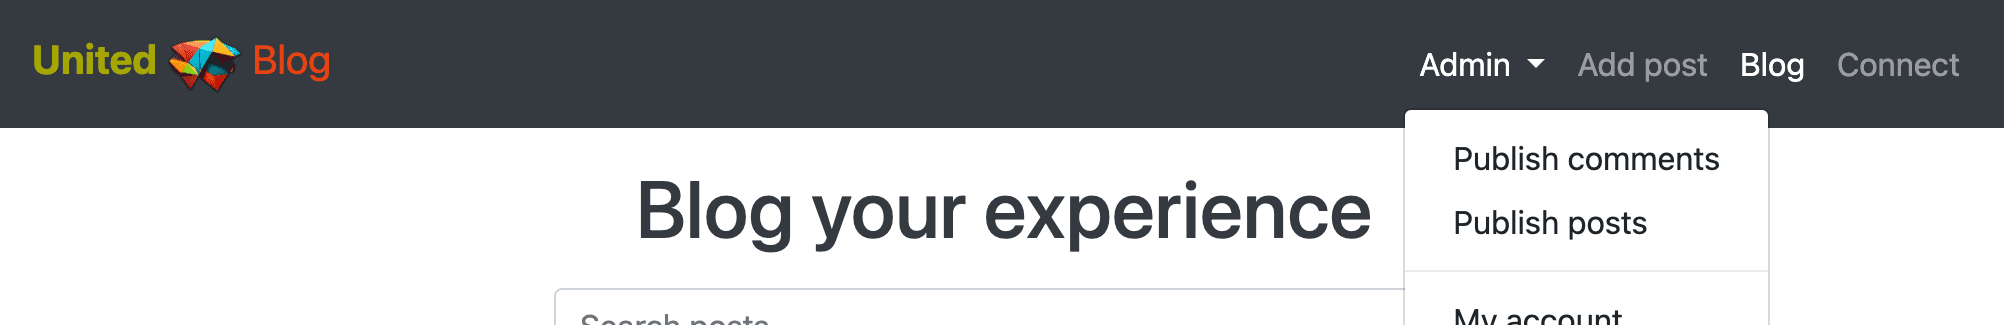 United Blog
Admin Add post Blog Connect
Publish comments
Publish posts
Blog your experience
Search posts
My account